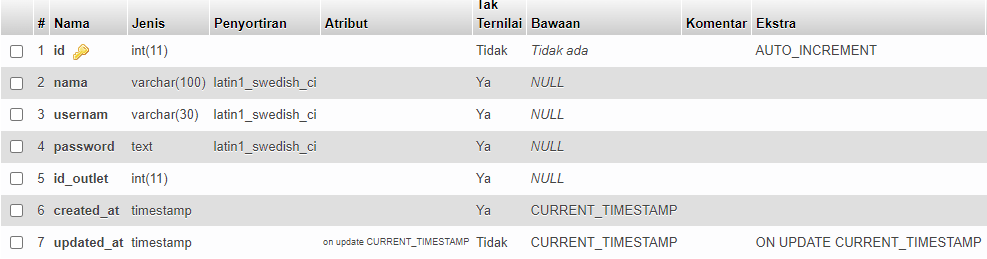 # Nama Jenis Penyortiran Atribut Tak Ternilai Bawaan Komentar Ekstra
1 id int(11) Tidak Tidak ada AUTO_INCREMENT
2 nama varchar(100) latin1_swedish_ci Ya NULL
3 usernam varchar(30) latin1_swedish_ci Ya NULL
4 password text latin1_swedish_ci Ya NULL
5 id_outlet int(11) Ya NULL
6 created_at timestamp Ya CURRENT_TIMESTAMP
7 updated_at timestamp on update CURRENT_TIMESTAMP Tidak CURRENT_TIMESTAMP ON UPDATE CURRENT_TIMESTAMP